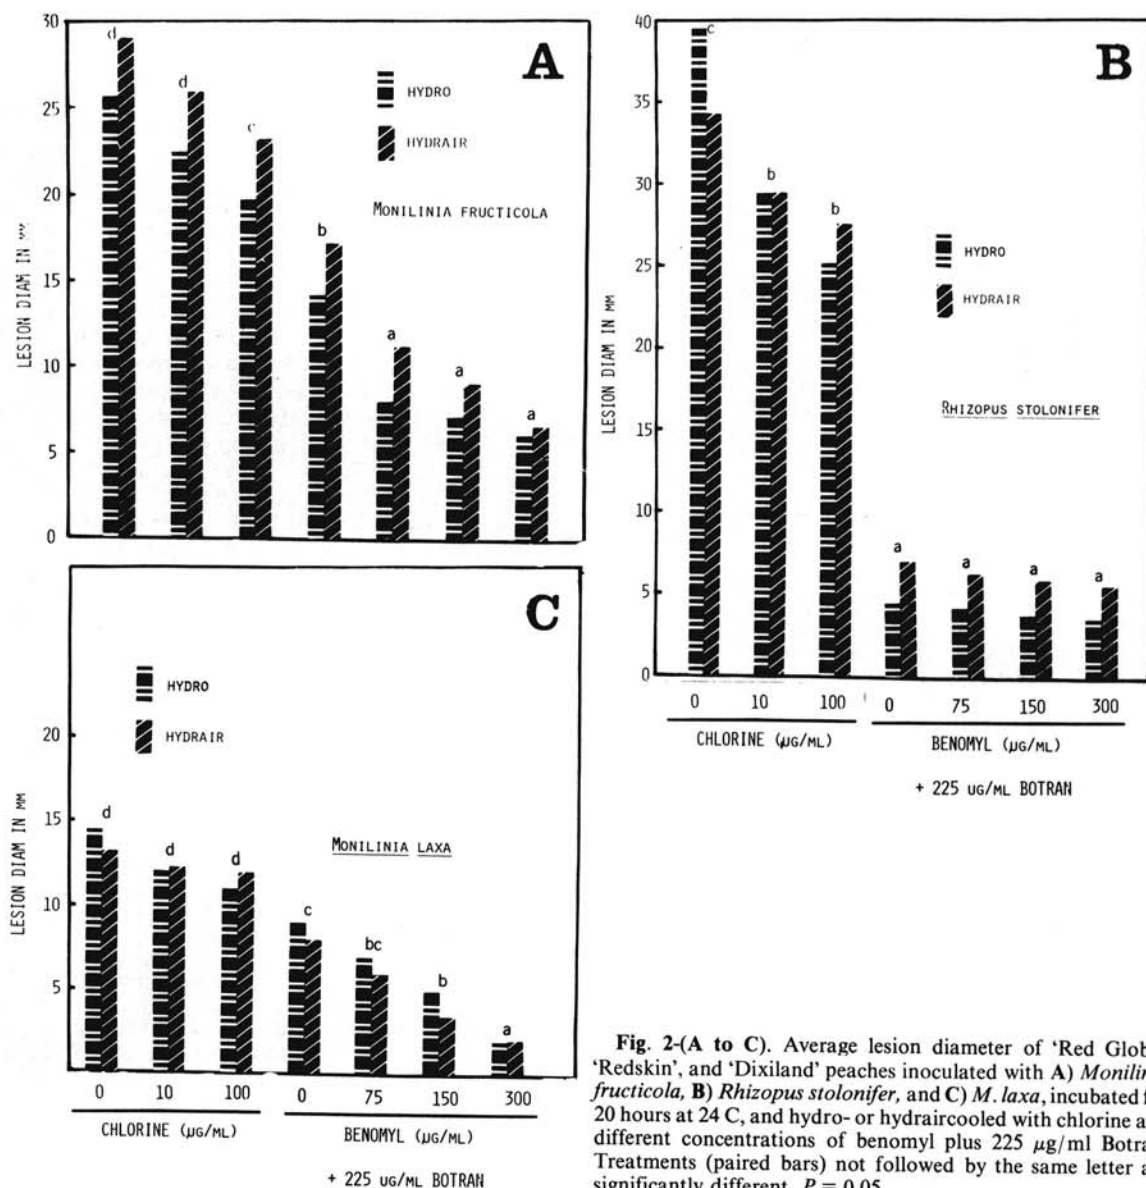 A
30
25
20
15
10
5
0
LESION DIAM IN MM
HYDRO
HYDRAIR
MONILINIA FRUCTICOLA
d
d
c
b
a
a
a
B
40
35
30
25
20
15
10
5
0
LESION DIAM IN MM
HYDRO
HYDRAIR
RHIZOPUS STOLONIFER
c
b
b
a
a
a
a
0 10 100 0 75 150 300
CHLORINE (µG/ML) BENOMYL (µG/ML)
+ 225 UG/ML BOTRAN
C
20
15
10
5
LESION DIAM IN MM
HYDRO
HYDRAIR
MONILINIA LAXA
d
d
d
c
bc
b
a
0 10 100 0 75 150 300
CHLORINE (µG/ML) BENOMYL (µG/ML)
+ 225 UG/ML BOTRAN
Fig. 2-(A to C). Average lesion diameter of 'Red Glob
'Redskin', and 'Dixiland' peaches inoculated with A) Monilin
fructicola, B) Rhizopus stolonifer, and C) M. laxa, incubated f
20 hours at 24 C, and hydro- or hydraircooled with chlorine a
different concentrations of benomyl plus 225 µg/ml Botra
Treatments (paired bars) not followed by the same letter a
significantly different, P = 0.05